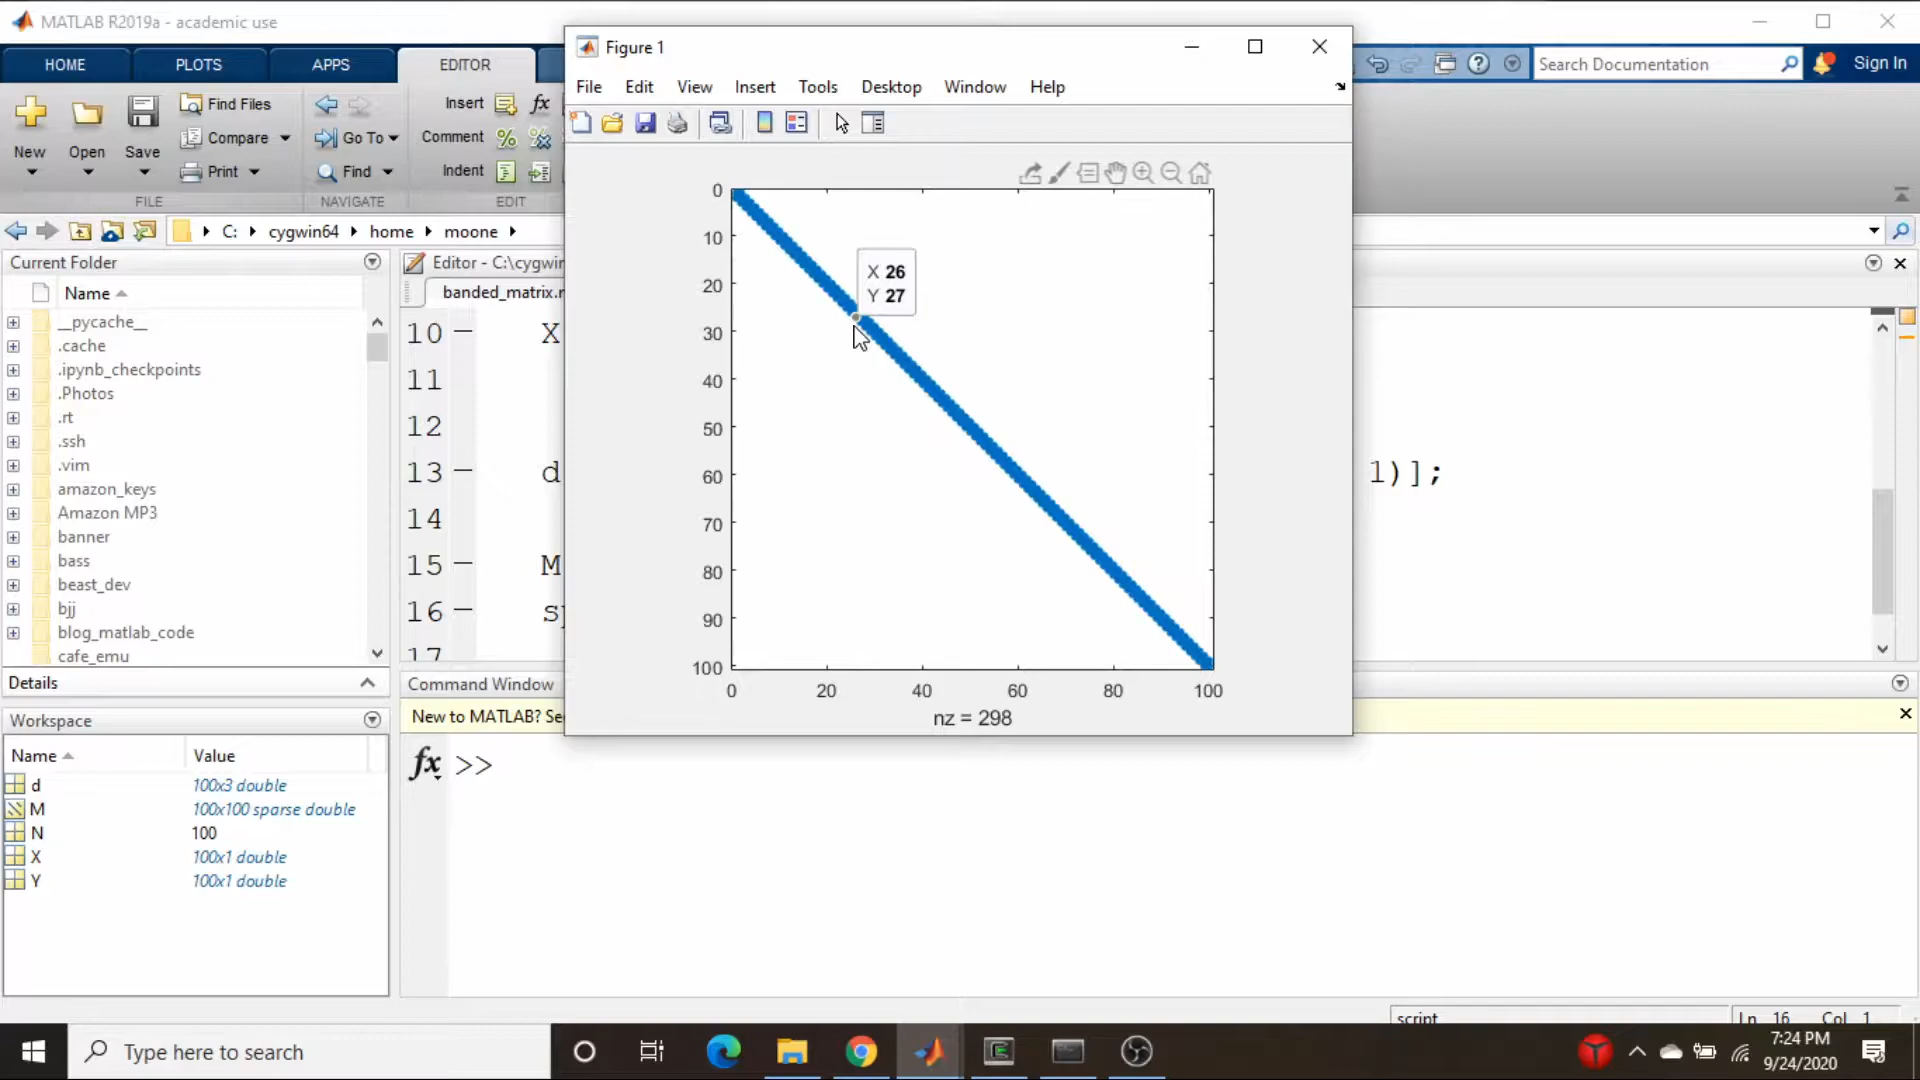 MATLAB R2019a - academic use
HOME
PLOTS
APPS
EDITOR
Search Documentation
Sign In
New
Open
Save
Find Files
Compare
Print
Go To
Find
Insert
fx
Comment
Indent
FILE
NAVIGATE
EDIT
C:
cygwin64
home
moone
Current Folder
Name
__pycache__
.cache
.ipynb_checkpoints
.Photos
.rt
.ssh
.vim
amazon_keys
Amazon MP3
banner
bass
beast_dev
bjj
blog_matlab_code
cafe_emu
Details
Workspace
Name
Value
d
100x3 double
M
100x100 sparse double
N
100
X
100x1 double
Y
100x1 double
Editor - C:\cygwin
banded_matrix.m
10 X
11
12
13 d 1)];
14
15 M
16 s
17
Command Window
New to MATLAB? Se
fx >>
script
Ln 16 Col 1
Figure 1
File
Edit
View
Insert
Tools
Desktop
Window
Help
X 26
Y 27
0
10
20
30
40
50
60
70
80
90
100
0
20
40
60
80
100
nz = 298
Type here to search
7:24 PM
9/24/2020